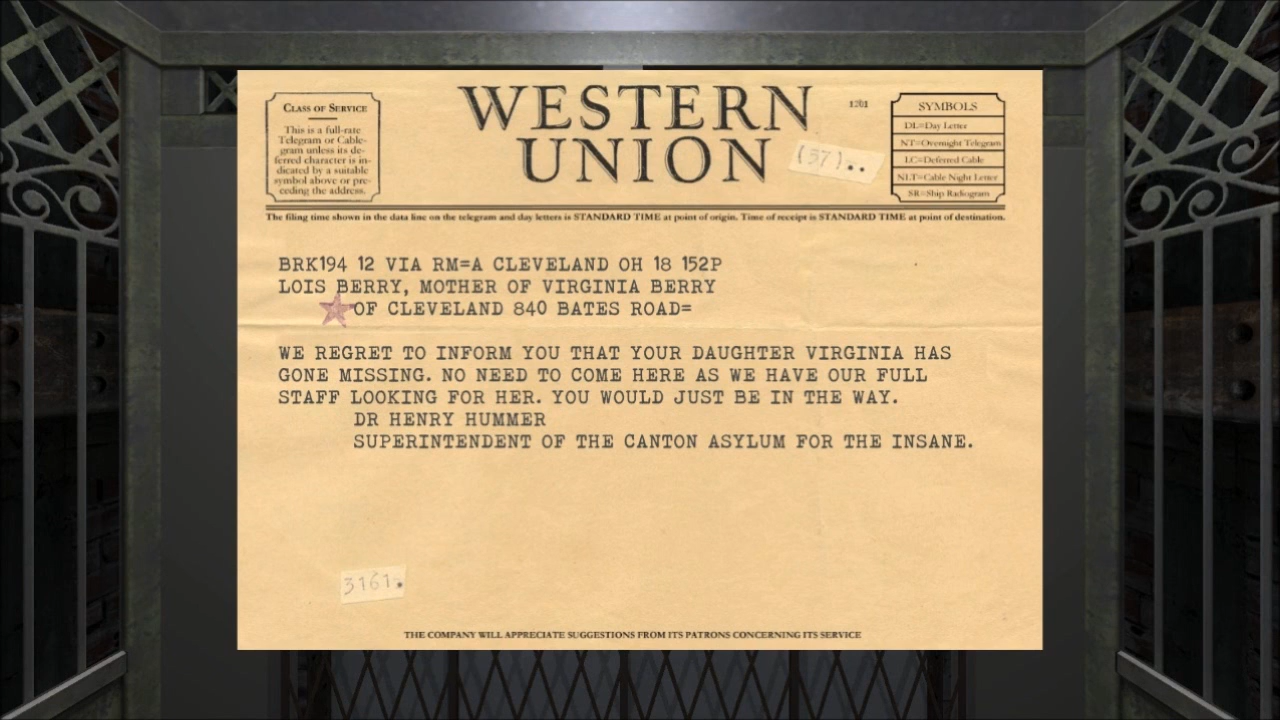 CLASS OF SERVICE
This is a full-rate
Telegram or Cable-
gram unless its de-
ferred character is in-
dicated by a suitable
symbol above or pre-
ceding the address.
WESTERN
UNION
1201
(57)..
SYMBOLS
DL=Day Letter
NT=Overnight Telegram
LC=Deferred Cable
NLT=Cable Night Letter
SR=Ship Radiogram
The filing time shown in the data line on the telegram and day letters is STANDARD TIME at point of origin. Time of receipt is STANDARD TIME at point of destination.
BRK194 12 VIA RM=A CLEVELAND OH 18 152P
LOIS BERRY, MOTHER OF VIRGINIA BERRY
OF CLEVELAND 840 BATES ROAD=
WE REGRET TO INFORM YOU THAT YOUR DAUGHTER VIRGINIA HAS
GONE MISSING. NO NEED TO COME HERE AS WE HAVE OUR FULL
STAFF LOOKING FOR HER. YOU WOULD JUST BE IN THE WAY.
DR HENRY HUMMER
SUPERINTENDENT OF THE CANTON ASYLUM FOR THE INSANE.
3161.
THE COMPANY WILL APPRECIATE SUGGESTIONS FROM ITS PATRONS CONCERNING ITS SERVICE